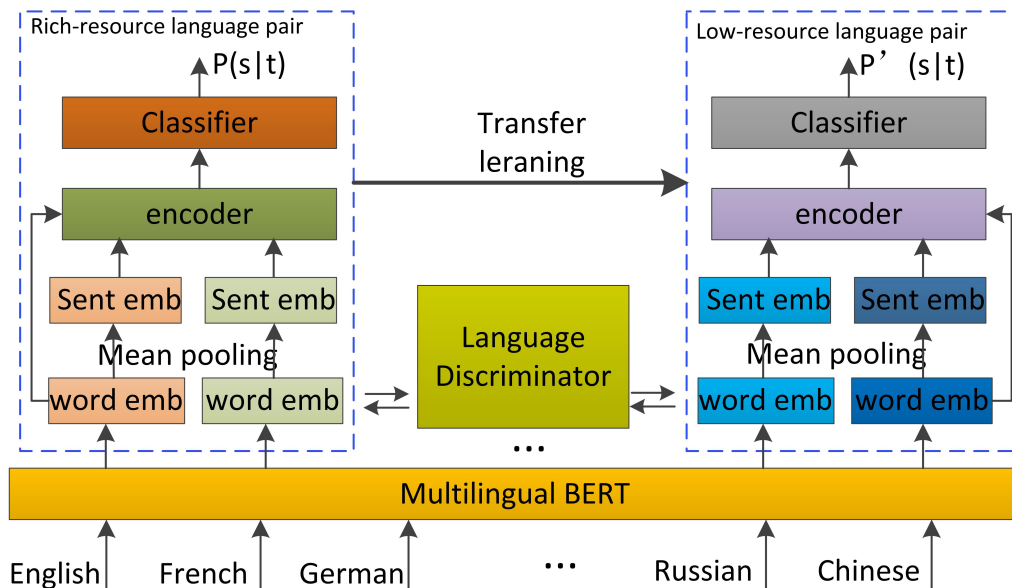 Rich-resource language pair
P(s|t)
Classifier
encoder
Sent emb
Sent emb
Mean pooling
word emb
word emb
Transfer
leraning
Language
Discriminator
...
Low-resource language pair
P’ (s|t)
Classifier
encoder
Sent emb
Sent emb
Mean pooling
word emb
word emb
Multilingual BERT
English
French
German
...
Russian
Chinese